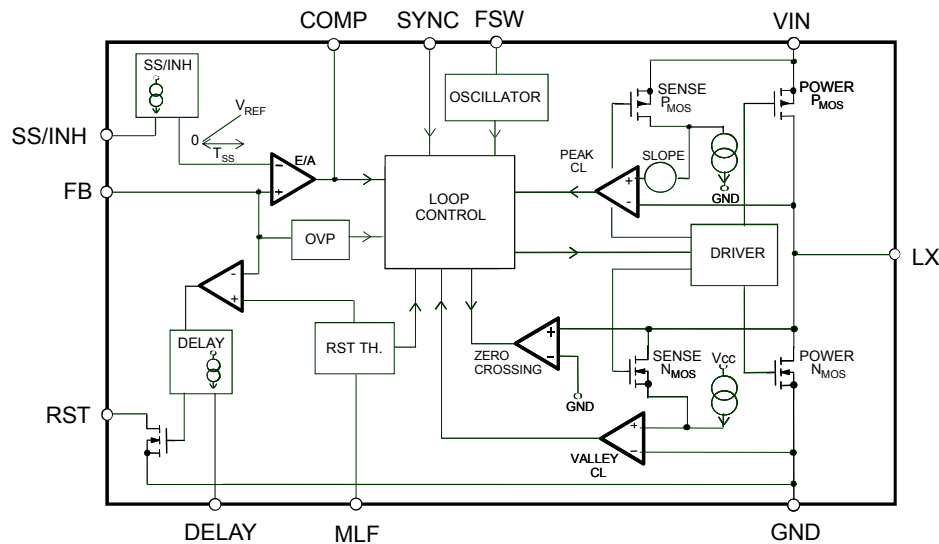 COMP SYNC FSW VIN
SS/INH
OSCILLATOR
SENSE
PMOS
POWER
PMOS
VREF
0
TSS
SS/INH
E/A
−
+
FB
PEAK
CL
SLOPE
+
-
GND
LOOP
CONTROL
OVP
DRIVER
LX
-
+
DELAY
RST TH.
ZERO
CROSSING
+
−
GND
SENSE
NMOS
Vcc
POWER
NMOS
RST
+
−
VALLEY
CL
DELAY MLF GND